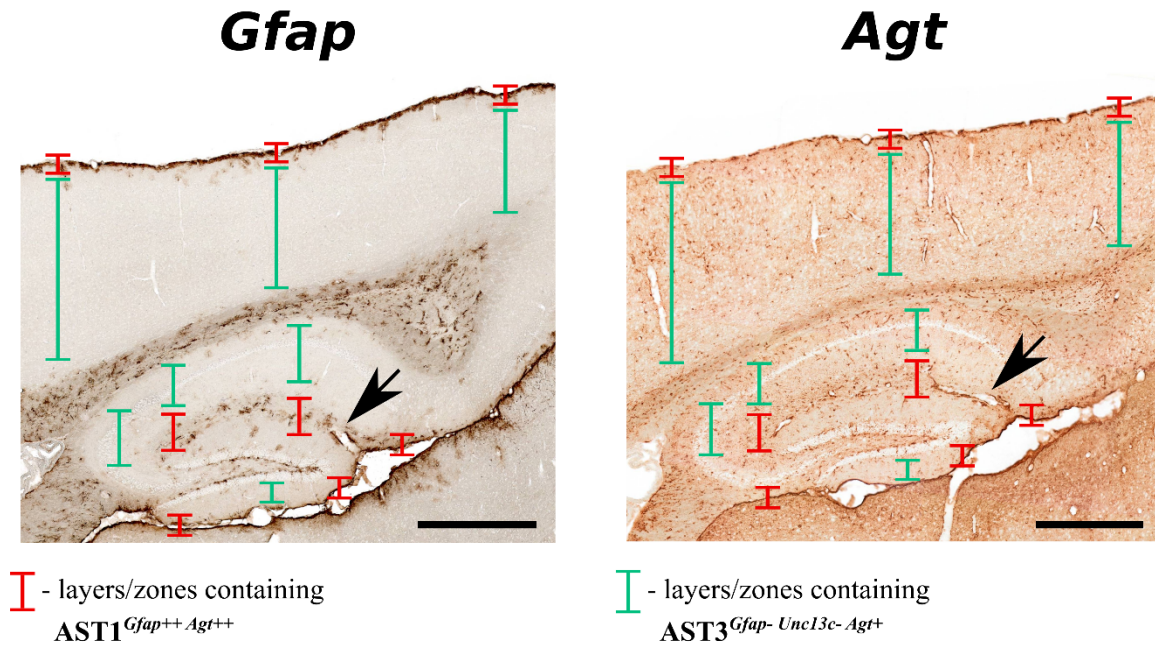 Gfap
Agt
- layers/zones containing
AST1Gfap++ Agt++
- layers/zones containing
AST3Gfap- Unc13c- Agt+